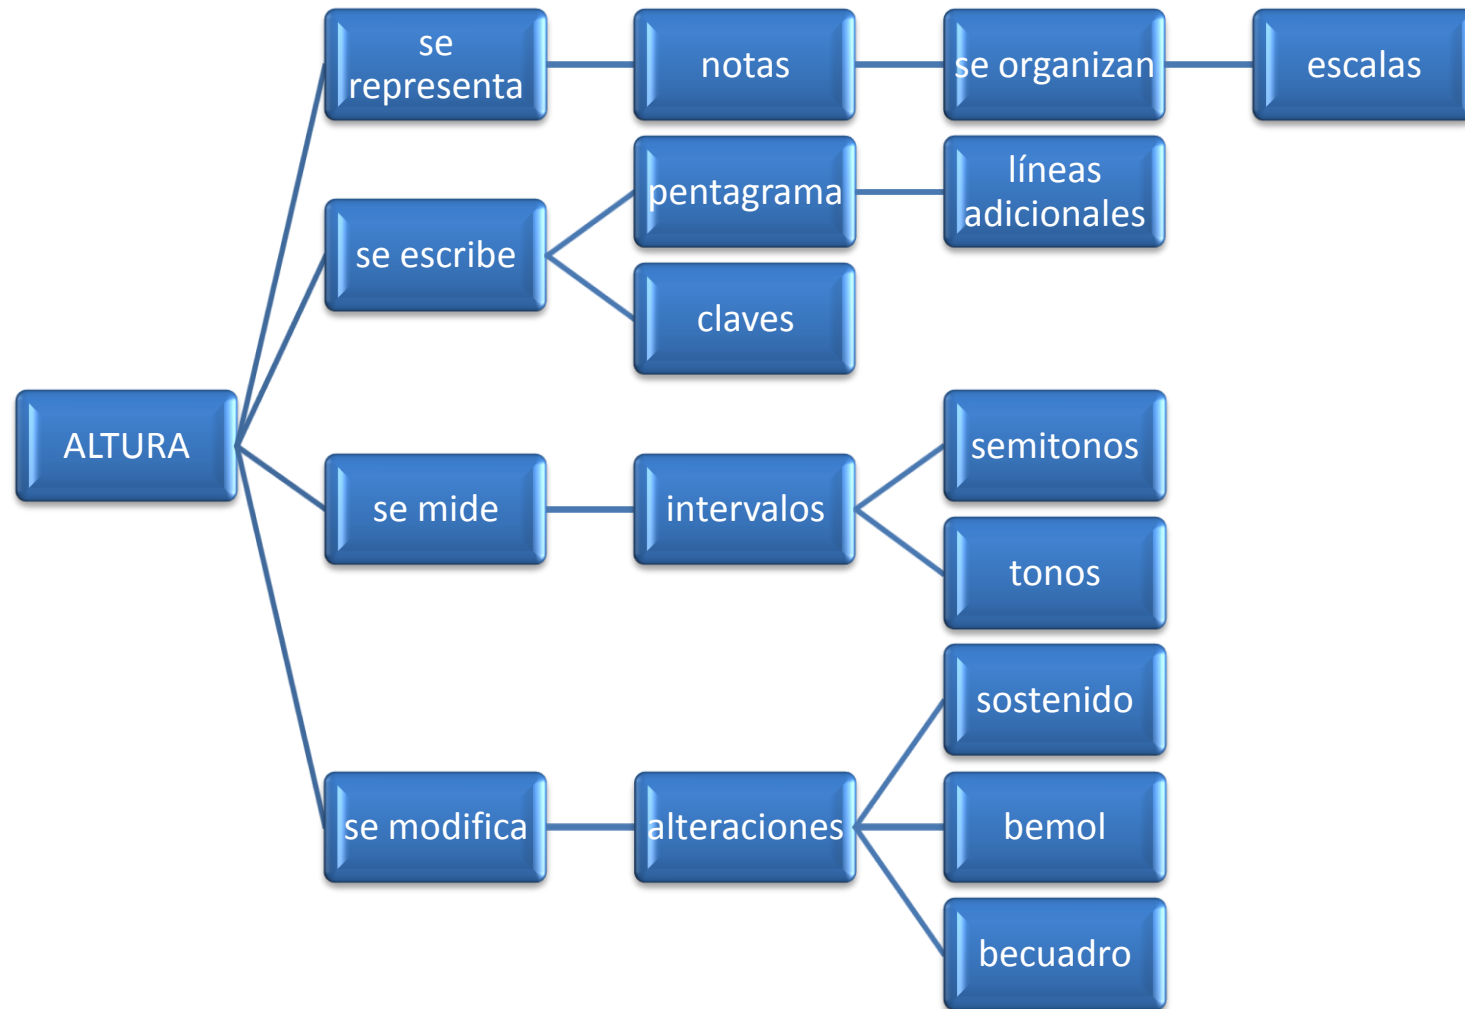 ALTURA
se
representa
notas
se organizan
escalas
se escribe
pentagrama
líneas
adicionales
claves
se mide
intervalos
semitonos
tonos
se modifica
alteraciones
sostenido
bemol
becuadro